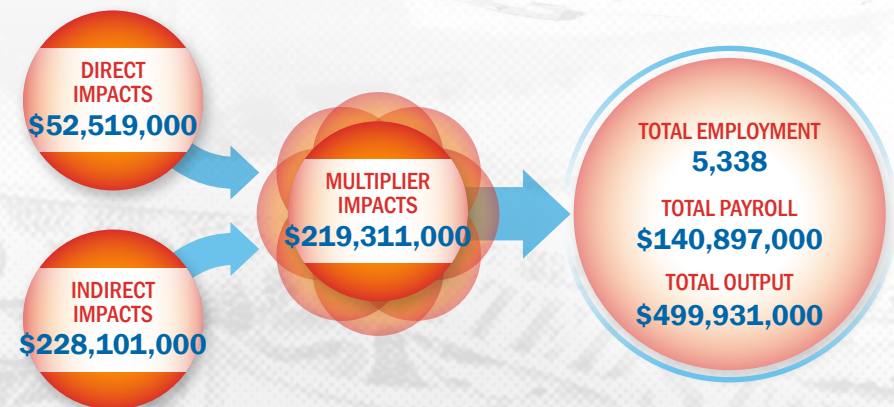 DIRECT
IMPACTS
$52,519,000
INDIRECT
IMPACTS
$228,101,000
MULTIPLIER
IMPACTS
$219,311,000
TOTAL EMPLOYMENT
5,338
TOTAL PAYROLL
$140,897,000
TOTAL OUTPUT
$499,931,000